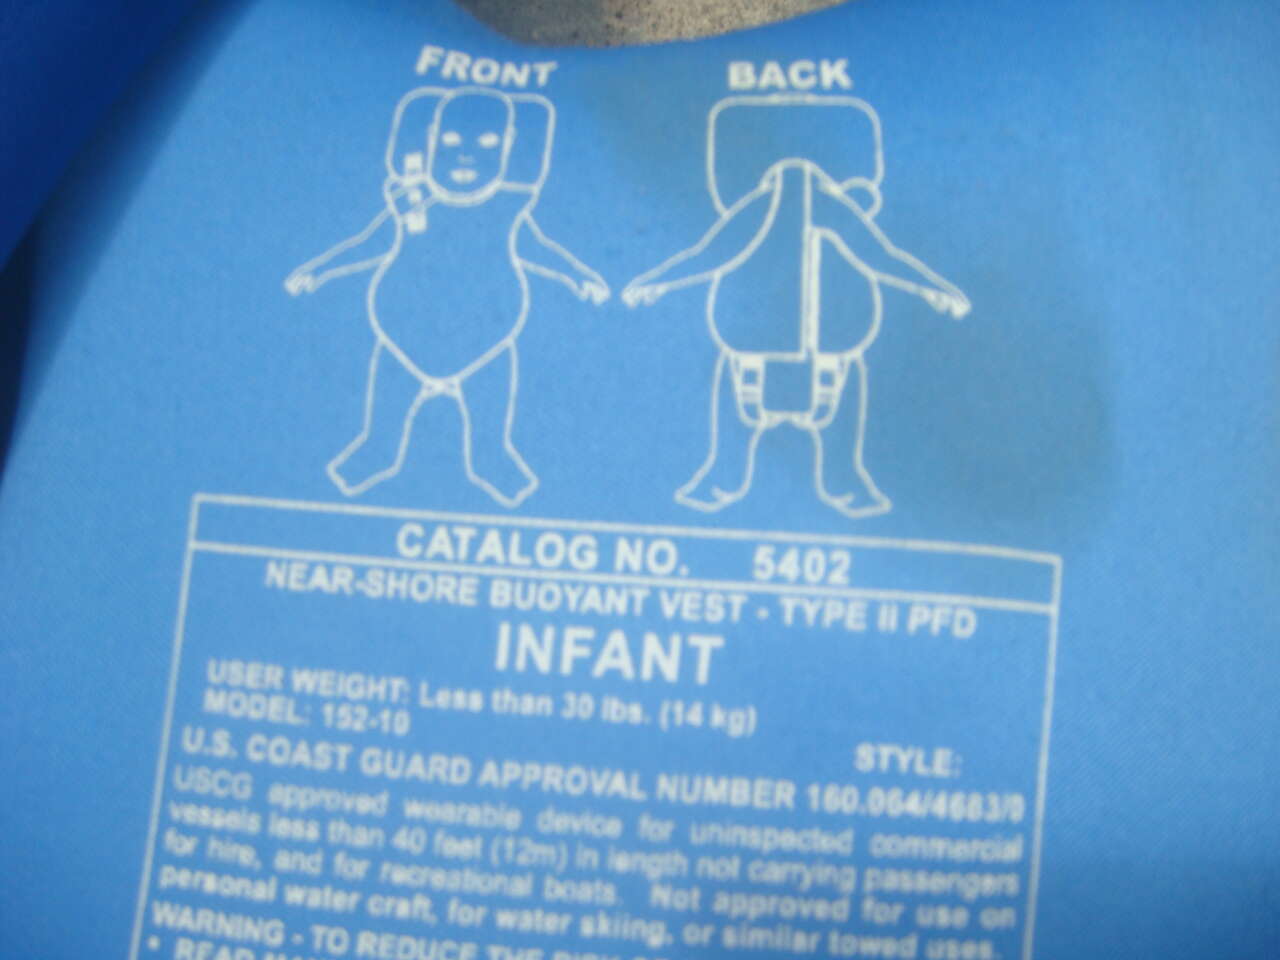 FRONT BACK
CATALOG NO. 5402
NEAR-SHORE BUOYANT VEST - TYPE II PFD
INFANT
USER WEIGHT: Less than 30 lbs. (14 kg)
MODEL: 152-10 STYLE:
U.S. COAST GUARD APPROVAL NUMBER 160.064/4683/0
USCG approved wearable device for uninspected commercial
vessels less than 40 feet (12m) in length not carrying passengers
for hire, and for recreational boats. Not approved for use on
personal water craft, for water skiing, or similar towed uses.
WARNING - TO REDUCE THE RISK OF
• READ